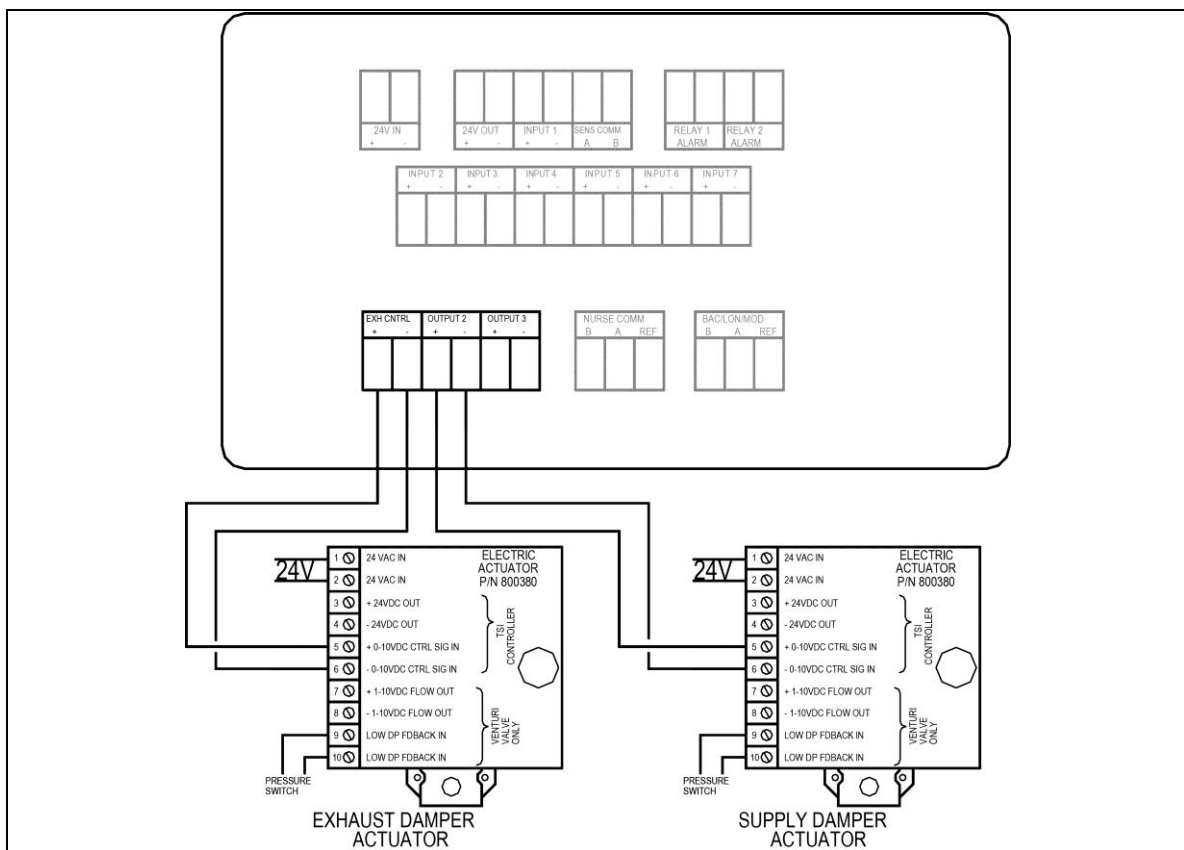 24V IN
+ -
24V OUT INPUT 1 SENS COMM
+ - + - A B
RELAY 1 RELAY 2
ALARM ALARM
INPUT 2 INPUT 3 INPUT 4 INPUT 5 INPUT 6 INPUT 7
+ - + - + - + - + - + -
EXH CNTRL OUTPUT 2 OUTPUT 3
+ - + - + -
NURSE COMM
B A REF
BAC/LON/MOD
B A REF
24V
1 24 VAC IN
2 24 VAC IN
3 + 24VDC OUT
4 - 24VDC OUT
5 + 0-10VDC CTRL SIG IN
6 - 0-10VDC CTRL SIG IN
7 + 1-10VDC FLOW OUT
8 - 1-10VDC FLOW OUT
9 LOW DP FDBACK IN
10 LOW DP FDBACK IN
ELECTRIC
ACTUATOR
P/N 800380
TSI
CONTROLLER
VENTURI
VALVE
ONLY
PRESSURE
SWITCH
EXHAUST DAMPER
ACTUATOR
24V
1 24 VAC IN
2 24 VAC IN
3 + 24VDC OUT
4 - 24VDC OUT
5 + 0-10VDC CTRL SIG IN
6 - 0-10VDC CTRL SIG IN
7 + 1-10VDC FLOW OUT
8 - 1-10VDC FLOW OUT
9 LOW DP FDBACK IN
10 LOW DP FDBACK IN
ELECTRIC
ACTUATOR
P/N 800380
TSI
CONTROLLER
VENTURI
VALVE
ONLY
PRESSURE
SWITCH
SUPPLY DAMPER
ACTUATOR